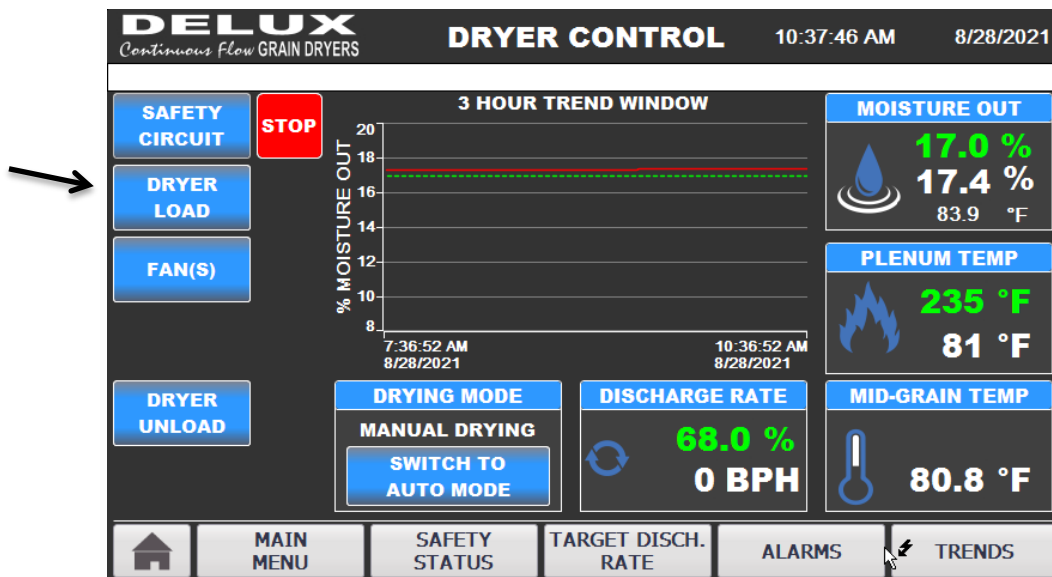 DELUX
Continuous Flow GRAIN DRYERS
DRYER CONTROL
10:37:46 AM
8/28/2021
SAFETY
CIRCUIT
STOP
DRYER
LOAD
FAN(S)
DRYER
UNLOAD
3 HOUR TREND WINDOW
% MOISTURE OUT
20
18
16
14
12
10
8
7:36:52 AM
8/28/2021
10:36:52 AM
8/28/2021
MOISTURE OUT
17.0 %
17.4 %
83.9 °F
PLENUM TEMP
235 °F
81 °F
DRYING MODE
MANUAL DRYING
SWITCH TO
AUTO MODE
DISCHARGE RATE
68.0 %
0 BPH
MID-GRAIN TEMP
80.8 °F
MAIN
MENU
SAFETY
STATUS
TARGET DISCH.
RATE
ALARMS
TRENDS